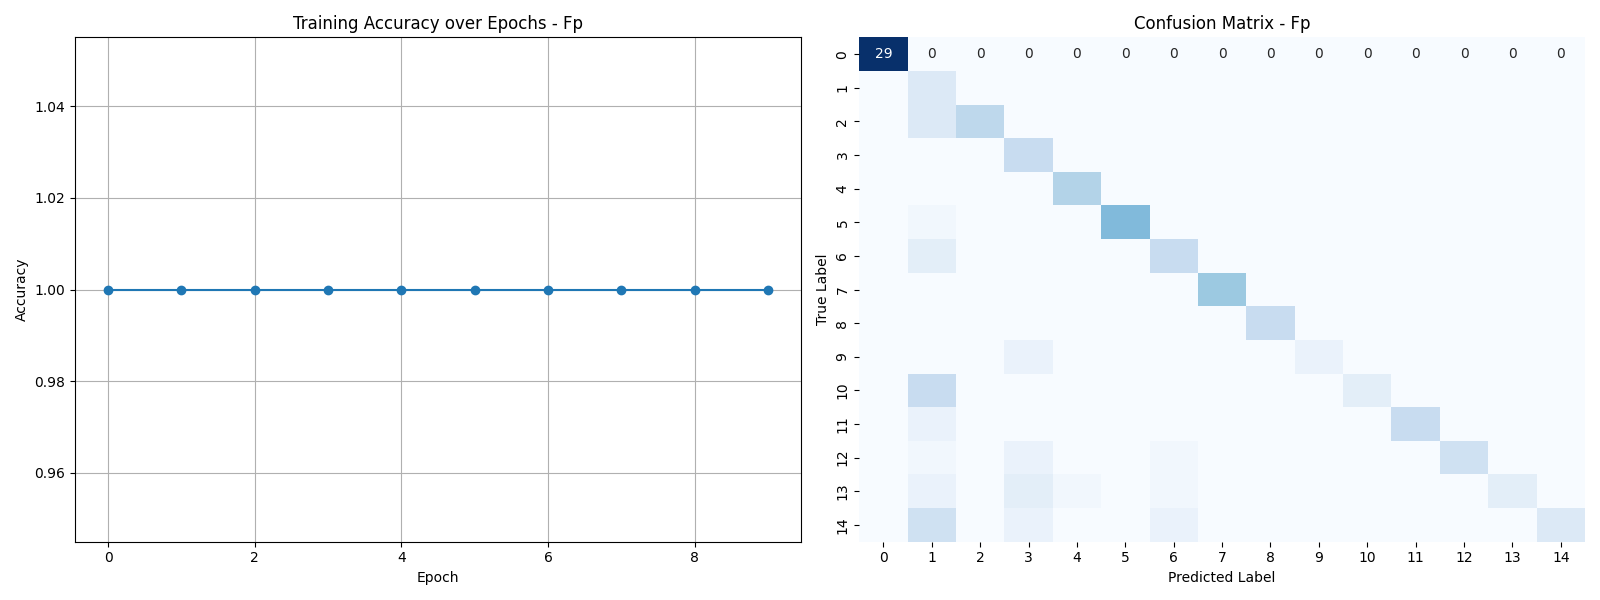 Training Accuracy over Epochs - Fp
Accuracy
1.04
1.02
1.00
0.98
0.96
0 2 4 6 8
Epoch
Confusion Matrix - Fp
True Label
0 29 0 0 0 0 0 0 0 0 0 0 0 0 0 0
1
2
3
4
5
6
7
8
9
10
11
12
13
14
0 1 2 3 4 5 6 7 8 9 10 11 12 13 14
Predicted Label